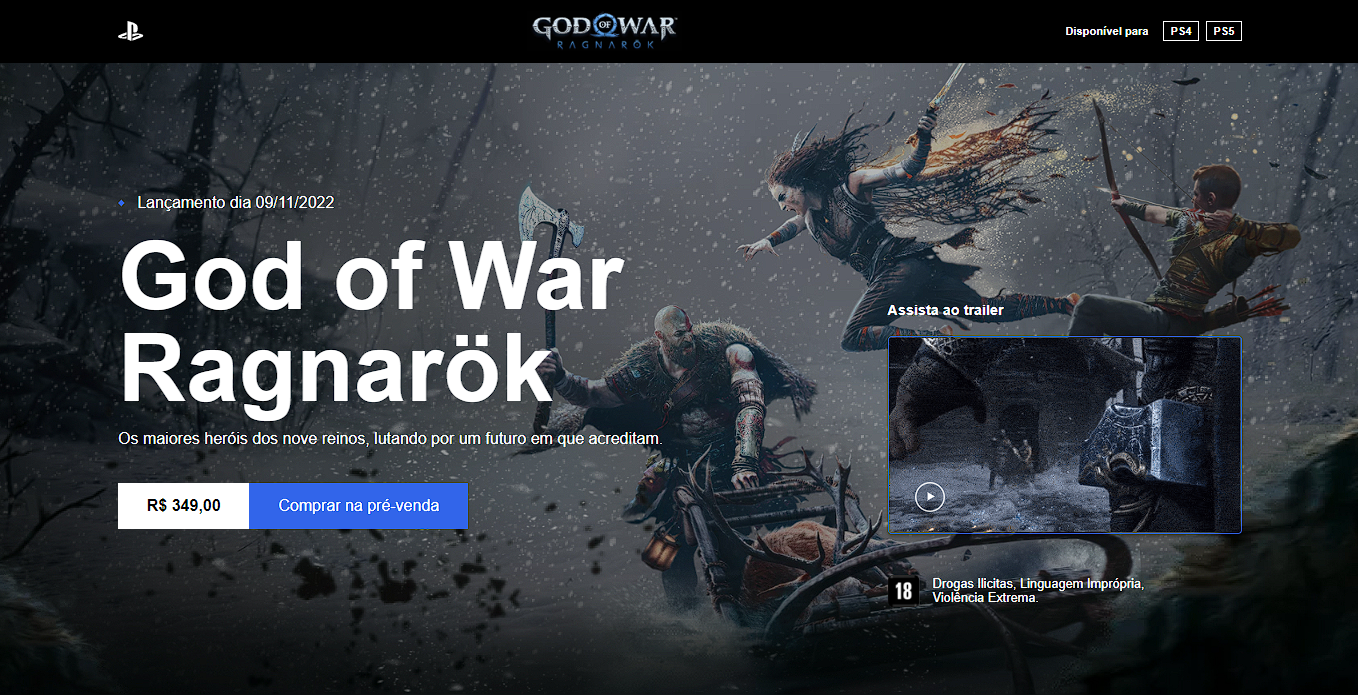 GOD OF WAR
RAGNARÖK
Disponível para
PS4
PS5
Lançamento dia 09/11/2022
God of War
Ragnarök
Os maiores heróis dos nove reinos, lutando por um futuro em que acreditam.
R$ 349,00
Comprar na pré-venda
Assista ao trailer
18
Drogas Ilicitas, Linguagem Imprópria,
Violência Extrema.